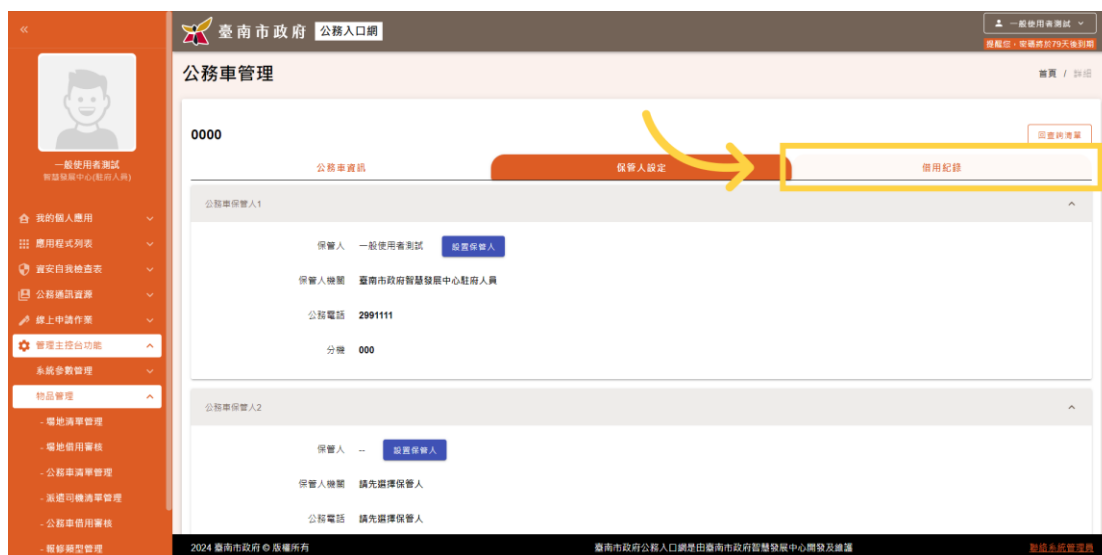 臺南市政府 公務入口網
一般使用者測試
提醒您，密碼將於79天後到期
一般使用者測試
智慧發展中心(駐府人員)
我的個人應用
應用程式列表
資安自我檢查表
公務通訊資源
線上申請作業
管理主控台功能
系統參數管理
物品管理
- 場地清單管理
- 場地借用審核
- 公務車清單管理
- 派遣司機清單管理
- 公務車借用審核
- 報修類型管理
公務車管理
首頁 / 詳細
0000
回查詢清單
公務車資訊
保管人設定
借用紀錄
公務車保管人1
保管人 一般使用者測試 設置保管人
保管人機關 臺南市政府智慧發展中心駐府人員
公務電話 2991111
分機 000
公務車保管人2
保管人 -- 設置保管人
保管人機關 請先選擇保管人
公務電話 請先選擇保管人
2024 臺南市政府 © 版權所有
臺南市政府公務入口網是由臺南市政府智慧發展中心開發及維護
聯絡系統管理員